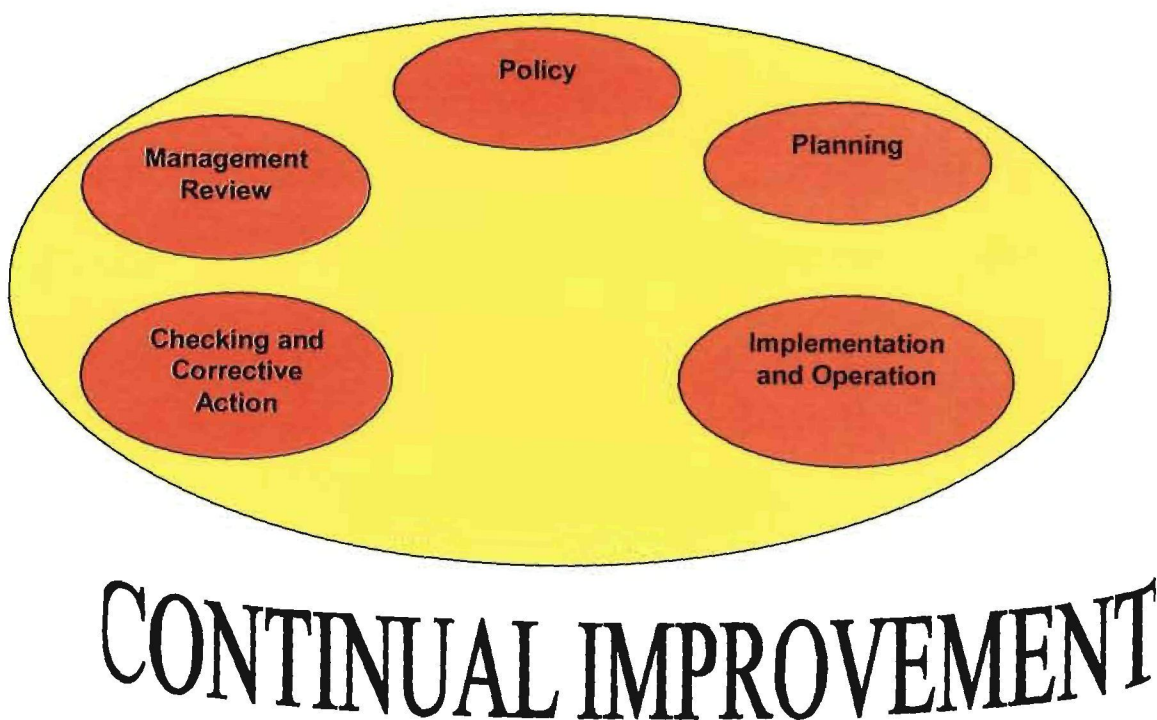 Policy
Planning
Management
Review
Checking and
Corrective
Action
Implementation
and Operation
CONTINUAL IMPROVEMENT